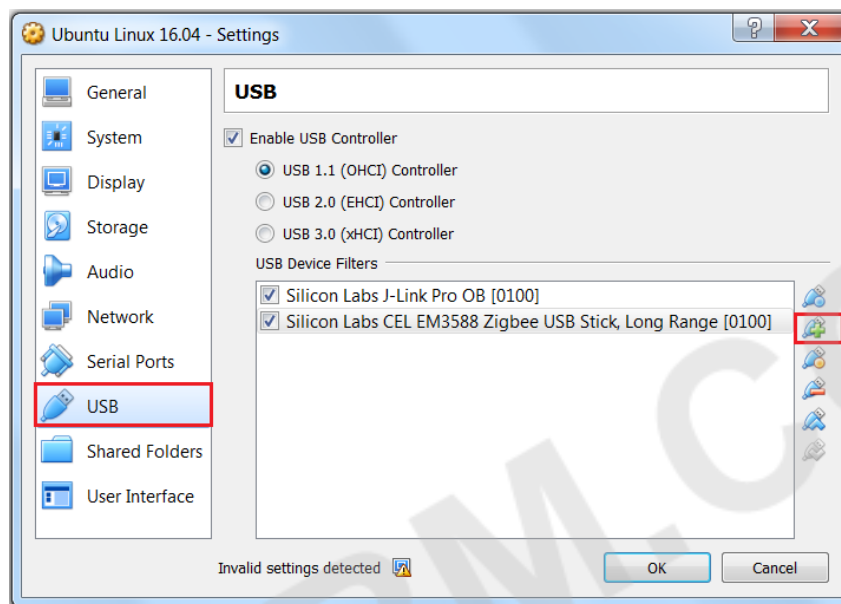 Ubuntu Linux 16.04 - Settings
General
System
Display
Storage
Audio
Network
Serial Ports
USB
Shared Folders
User Interface
USB
Enable USB Controller
USB 1.1 (OHCI) Controller
USB 2.0 (EHCI) Controller
USB 3.0 (xHCI) Controller
USB Device Filters
Silicon Labs J-Link Pro OB [0100]
Silicon Labs CEL EM3588 Zigbee USB Stick, Long Range [0100]
Invalid settings detected
OK
Cancel